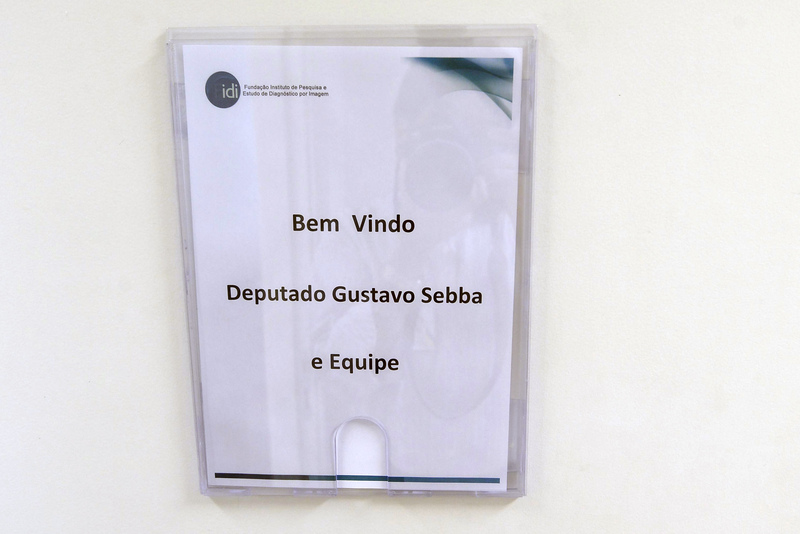 idi
Fundação Instituto de Pesquisa e
Estudo de Diagnóstico por Imagem
Bem Vindo
Deputado Gustavo Sebba
e Equipe